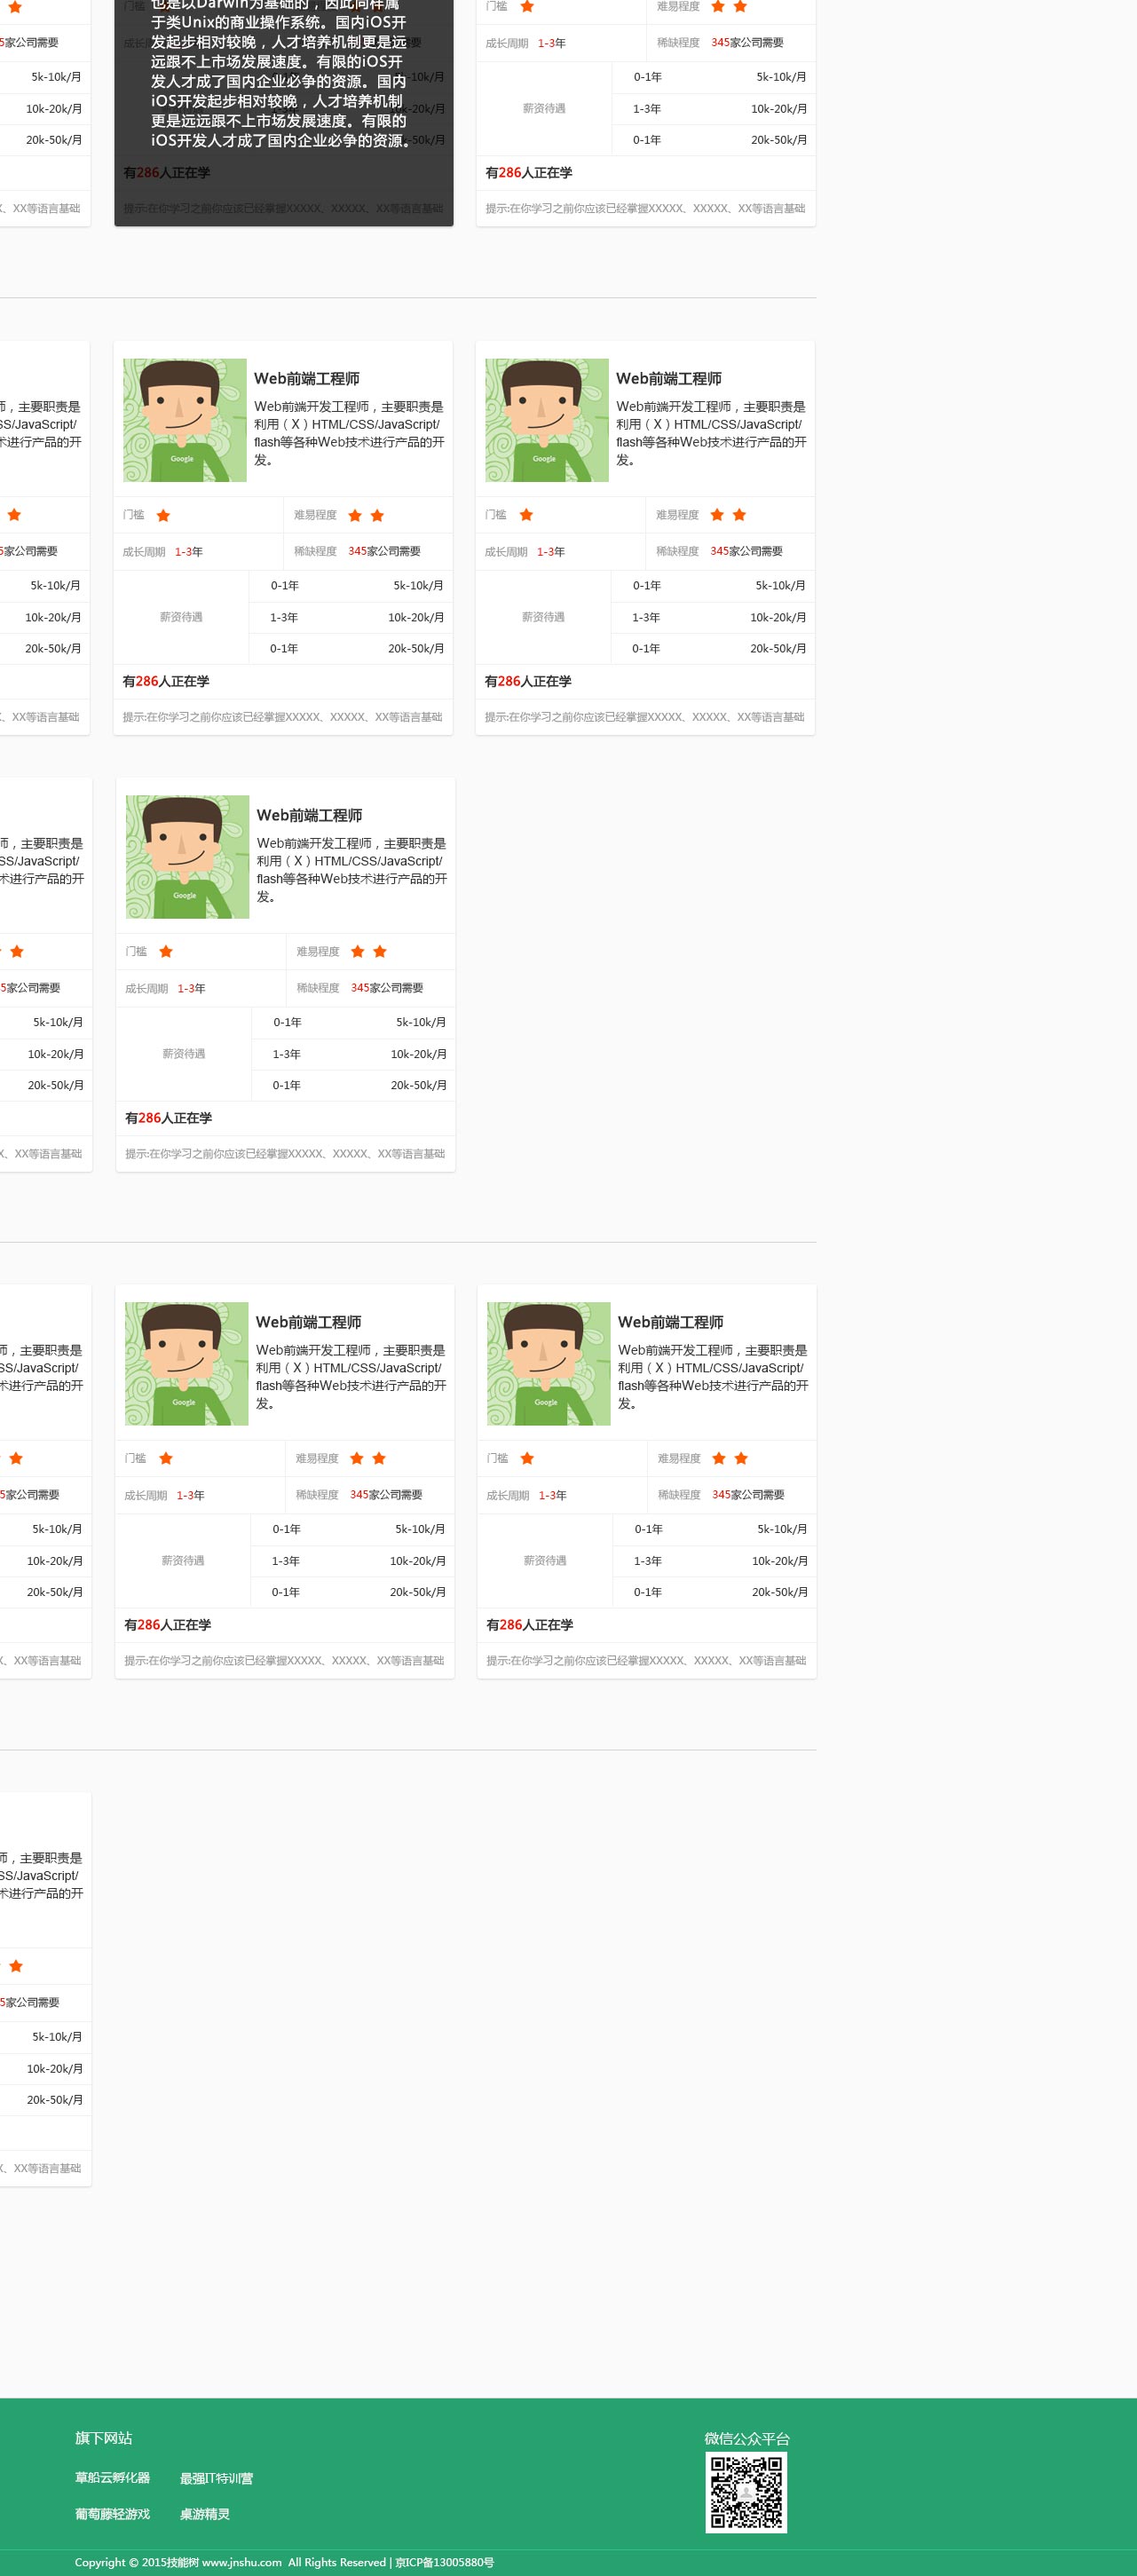 5家公司需要
5k-10k/月
10k-20k/月
20k-50k/月
、XX等语言基础
也是以Darwin为基础的，因此同样属
于类Unix的商业操作系统。国内iOS开
发起步相对较晚，人才培养机制更是远
远跟不上市场发展速度。有限的iOS开
发人才成了国内企业必争的资源。国内
iOS开发起步相对较晚，人才培养机制
更是远远跟不上市场发展速度。有限的
iOS开发人才成了国内企业必争的资源。
有286人正在学
提示:在你学习之前你应该已经掌握XXXXX、XXXXX、XX等语言基础
门槛 难易程度
成长周期 1-3年 稀缺程度 345家公司需要
薪资待遇
0-1年 5k-10k/月
1-3年 10k-20k/月
0-1年 20k-50k/月
有286人正在学
提示:在你学习之前你应该已经掌握XXXXX、XXXXX、XX等语言基础
师，主要职责是
SS/JavaScript/
术进行产品的开
5家公司需要
5k-10k/月
10k-20k/月
20k-50k/月
、XX等语言基础
Google
Web前端工程师
Web前端开发工程师，主要职责是
利用（X）HTML/CSS/JavaScript/
flash等各种Web技术进行产品的开
发。
门槛 难易程度
成长周期 1-3年 稀缺程度 345家公司需要
薪资待遇
0-1年 5k-10k/月
1-3年 10k-20k/月
0-1年 20k-50k/月
有286人正在学
提示:在你学习之前你应该已经掌握XXXXX、XXXXX、XX等语言基础
Google
Web前端工程师
Web前端开发工程师，主要职责是
利用（X）HTML/CSS/JavaScript/
flash等各种Web技术进行产品的开
发。
门槛 难易程度
成长周期 1-3年 稀缺程度 345家公司需要
薪资待遇
0-1年 5k-10k/月
1-3年 10k-20k/月
0-1年 20k-50k/月
有286人正在学
提示:在你学习之前你应该已经掌握XXXXX、XXXXX、XX等语言基础
师，主要职责是
SS/JavaScript/
术进行产品的开
5家公司需要
5k-10k/月
10k-20k/月
20k-50k/月
X、XX等语言基础
Google
Web前端工程师
Web前端开发工程师，主要职责是
利用（X）HTML/CSS/JavaScript/
flash等各种Web技术进行产品的开
发。
门槛 难易程度
成长周期 1-3年 稀缺程度 345家公司需要
薪资待遇
0-1年 5k-10k/月
1-3年 10k-20k/月
0-1年 20k-50k/月
有286人正在学
提示:在你学习之前你应该已经掌握XXXXX、XXXXX、XX等语言基础
师，主要职责是
SS/JavaScript/
术进行产品的开
5家公司需要
5k-10k/月
10k-20k/月
20k-50k/月
、XX等语言基础
Google
Web前端工程师
Web前端开发工程师，主要职责是
利用（X）HTML/CSS/JavaScript/
flash等各种Web技术进行产品的开
发。
门槛 难易程度
成长周期 1-3年 稀缺程度 345家公司需要
薪资待遇
0-1年 5k-10k/月
1-3年 10k-20k/月
0-1年 20k-50k/月
有286人正在学
提示:在你学习之前你应该已经掌握XXXXX、XXXXX、XX等语言基础
Google
Web前端工程师
Web前端开发工程师，主要职责是
利用（X）HTML/CSS/JavaScript/
flash等各种Web技术进行产品的开
发。
门槛 难易程度
成长周期 1-3年 稀缺程度 345家公司需要
薪资待遇
0-1年 5k-10k/月
1-3年 10k-20k/月
0-1年 20k-50k/月
有286人正在学
提示:在你学习之前你应该已经掌握XXXXX、XXXXX、XX等语言基础
师，主要职责是
SS/JavaScript/
术进行产品的开
5家公司需要
5k-10k/月
10k-20k/月
20k-50k/月
、XX等语言基础
旗下网站
草船云孵化器 最强IT特训营
葡萄藤轻游戏 桌游精灵
微信公众平台
Copyright © 2015技能树 www.jnshu.com All Rights Reserved | 京ICP备13005880号